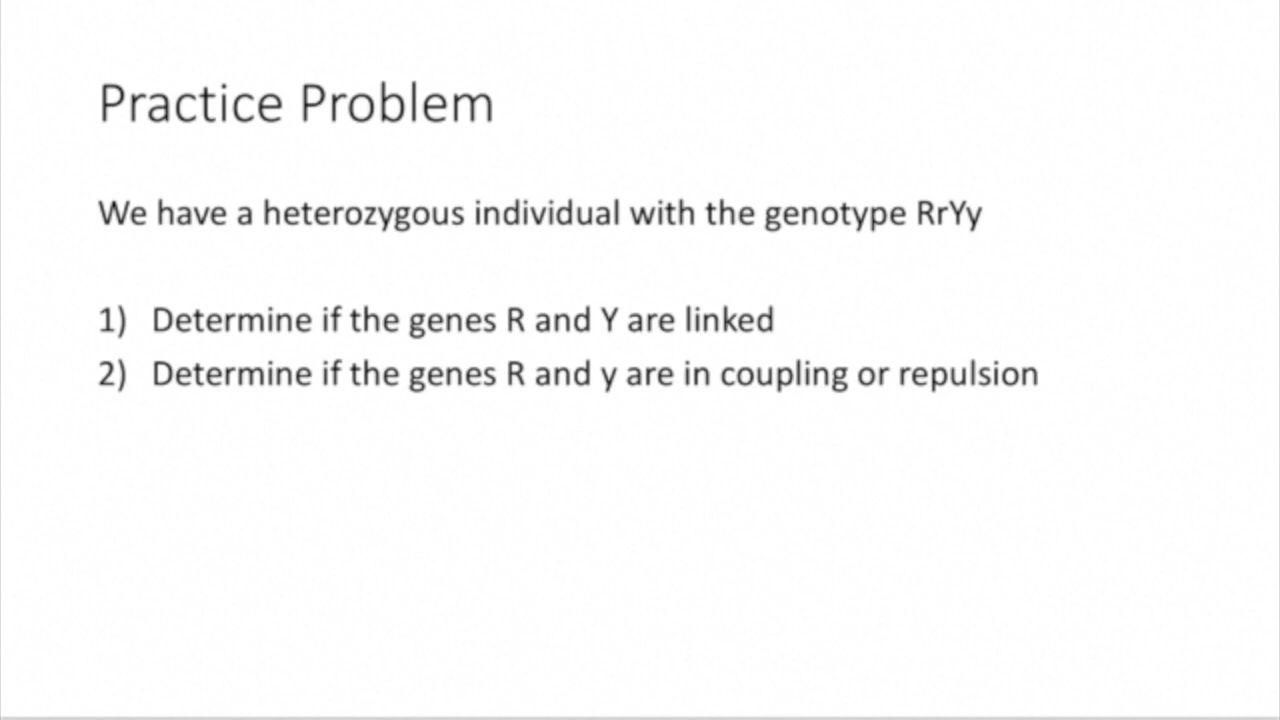 Practice Problem
We have a heterozygous individual with the genotype RrYy
1) Determine if the genes R and Y are linked
2) Determine if the genes R and y are in coupling or repulsion